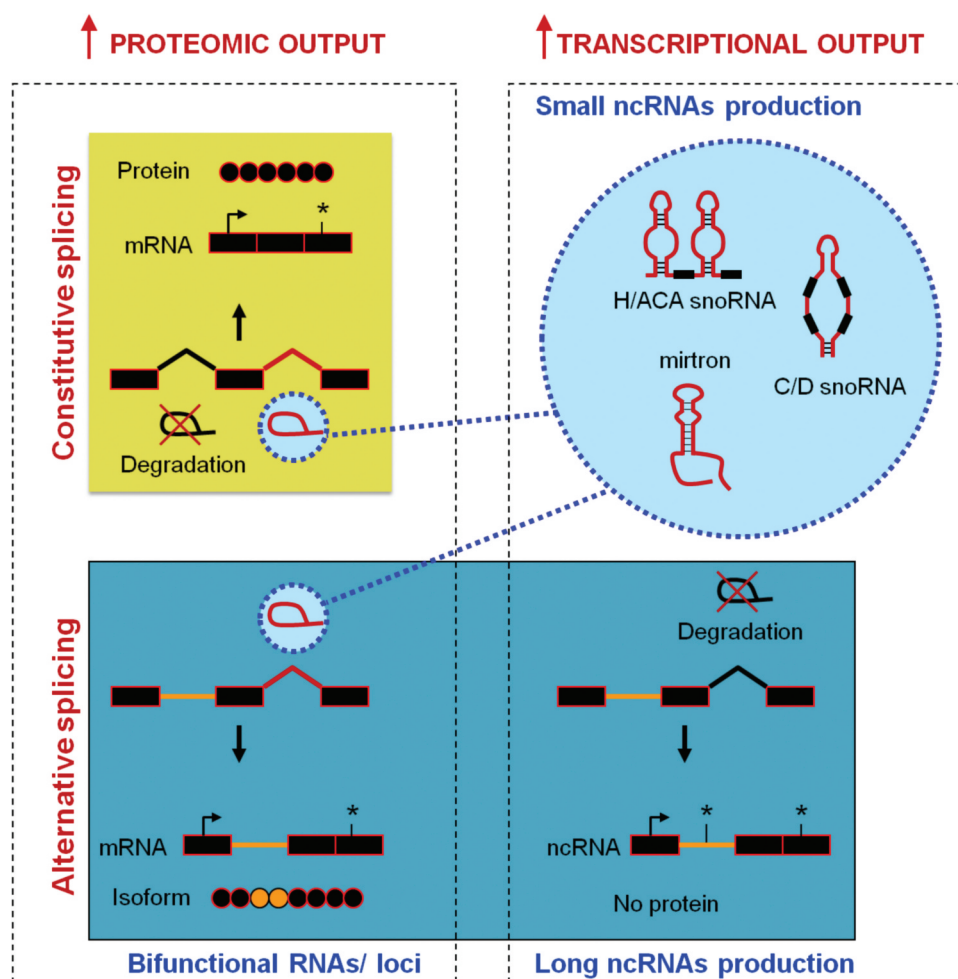 PROTEOMIC OUTPUT
TRANSCRIPTIONAL OUTPUT
Constitutive splicing
Protein
*
mRNA
Degradation
Small ncRNAs production
H/ACA snoRNA
C/D snoRNA
mirtron
Alternative splicing
*
mRNA
Isoform
Degradation
* *
ncRNA
No protein
Bifunctional RNAs/ loci
Long ncRNAs production